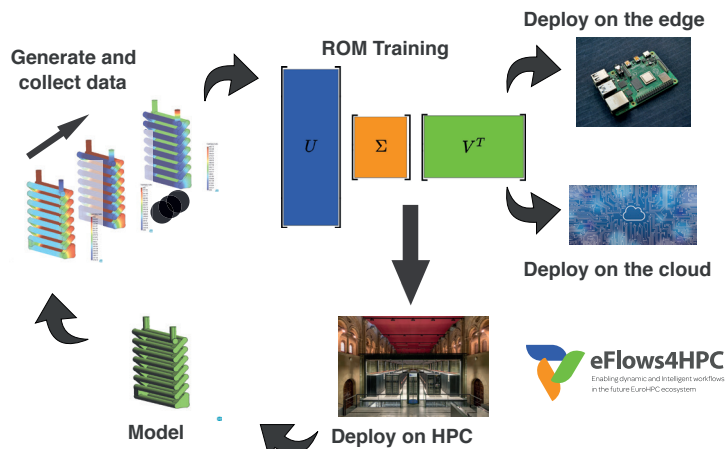 Deploy on the edge
Generate and
collect data
ROM Training
U
Σ
V^T
Deploy on the cloud
eFlows4HPC
Enabling dynamic and Intelligent workflows
in the future EuroHPC ecosystem
Model
Deploy on HPC